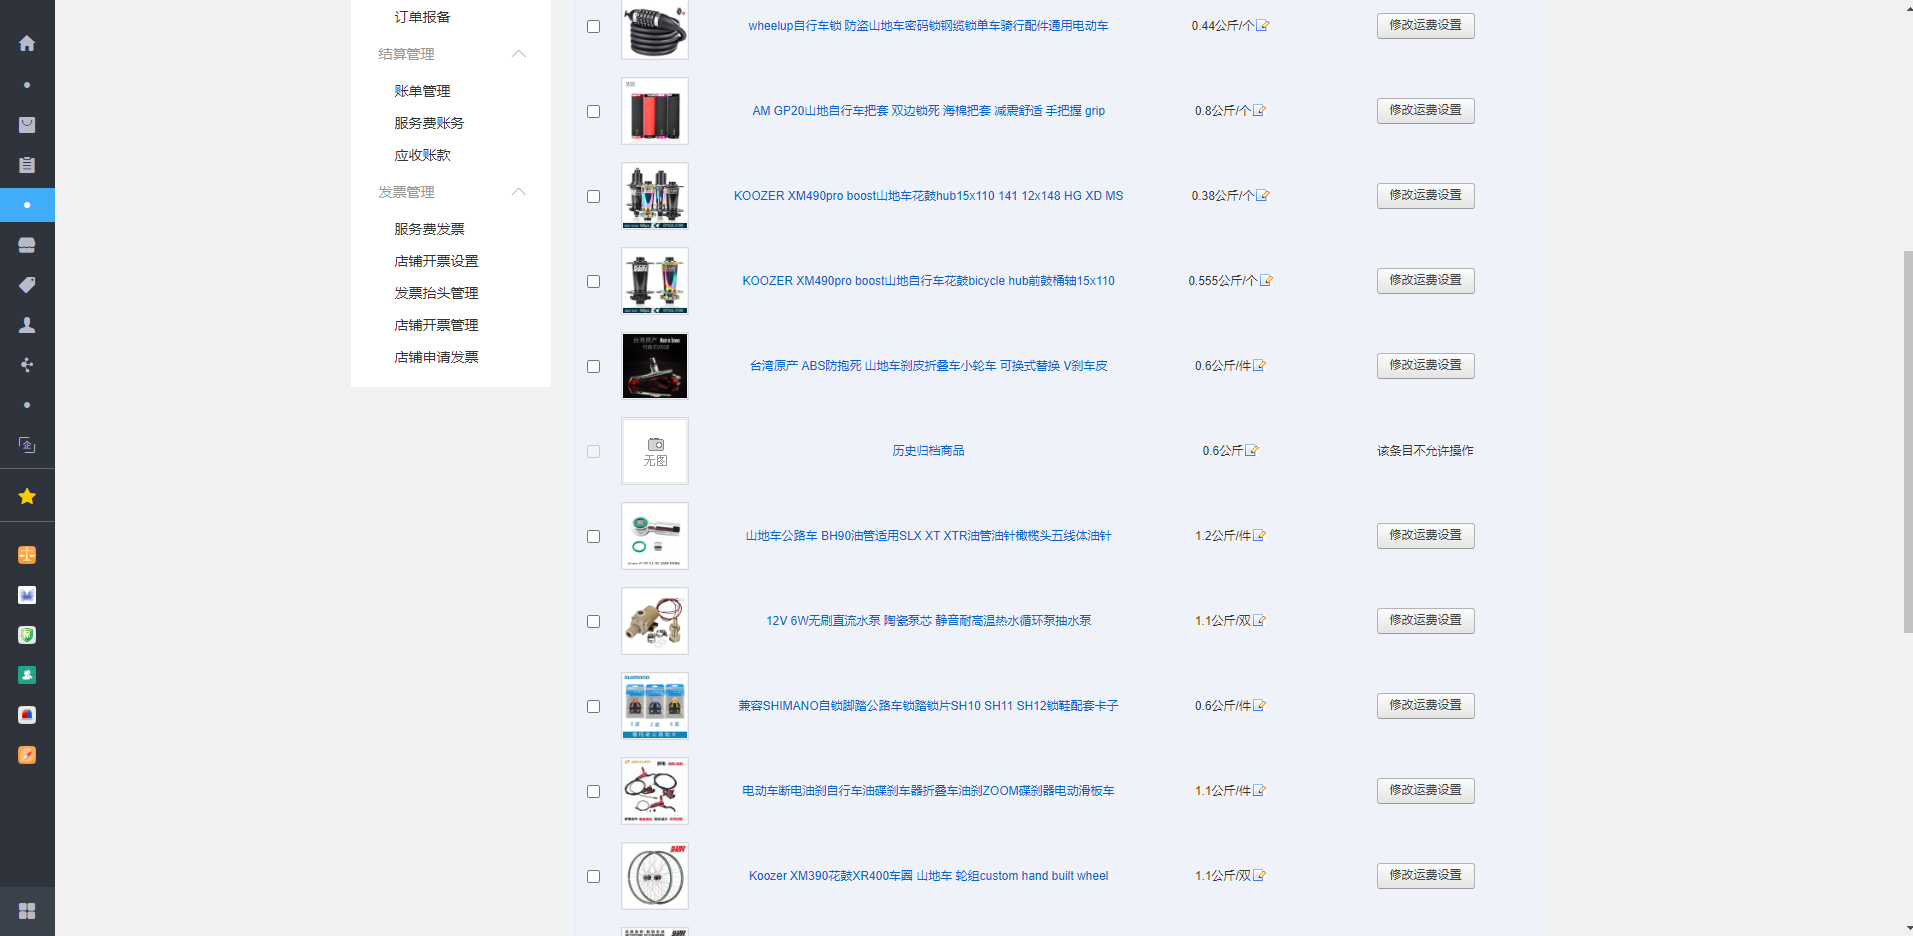 订单报备
结算管理
账单管理
服务费账务
应收账款
发票管理
服务费发票
店铺开票设置
发票抬头管理
店铺开票管理
店铺申请发票
wheelup自行车锁 防盗山地车密码锁钢缆锁单车骑行配件通用电动车
0.44公斤/个
修改运费设置
AM GP20山地自行车把套 双边锁死 海棉把套 减震舒适 手把握 grip
0.8公斤/个
修改运费设置
KOOZER XM490pro boost山地车花鼓hub15x110 141 12x148 HG XD MS
0.38公斤/个
修改运费设置
KOOZER XM490pro boost山地自行车花鼓bicycle hub前鼓桶轴15x110
0.555公斤/个
修改运费设置
台湾原产 Made in Taiwan
台湾原产 ABS防抱死 山地车刹皮折叠车小轮车 可换式替换 V刹车皮
0.6公斤/件
修改运费设置
无图
历史归档商品
0.6公斤
该条目不允许操作
山地车公路车 BH90油管适用SLX XT XTR油管油针橄榄头五线体油针
1.2公斤/件
修改运费设置
12V 6W无刷直流水泵 陶瓷泵芯 静音耐高温热水循环泵抽水泵
1.1公斤/双
修改运费设置
SHIMANO
兼容SHIMANO自锁脚踏公路车锁踏锁片SH10 SH11 SH12锁鞋配套卡子
0.6公斤/件
修改运费设置
电动车断电油刹自行车油碟刹车器折叠车油刹ZOOM碟刹器电动滑板车
1.1公斤/件
修改运费设置
Koozer XM390花鼓XR400车圈 山地车 轮组custom hand built wheel
1.1公斤/双
修改运费设置